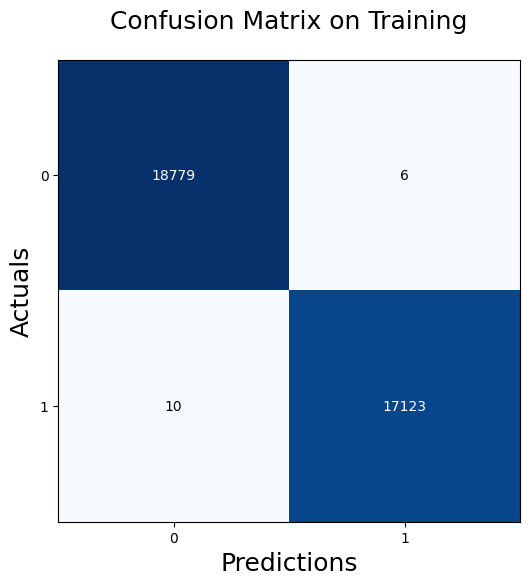 Confusion Matrix on Training
0 18779 6
Actuals
1 10 17123
0 1
Predictions